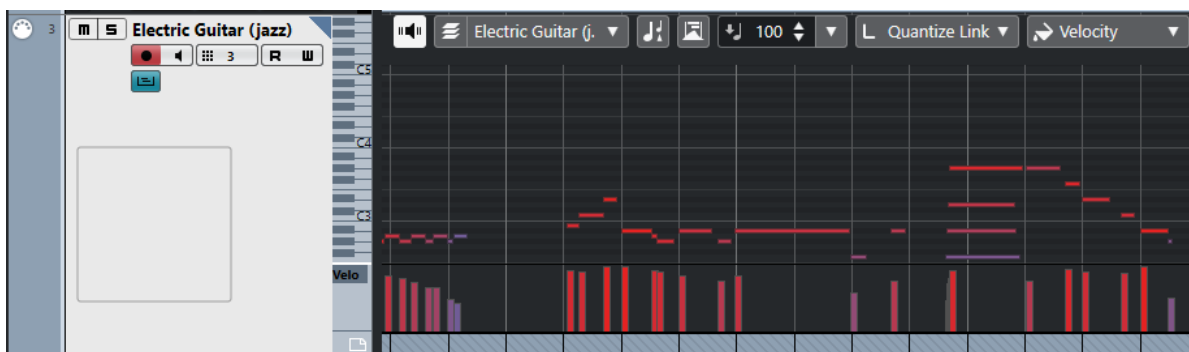 3 m S Electric Guitar (jazz)
3 R W
Electric Guitar (j. 100 L Quantize Link Velocity
C5
C4
C3
Velo